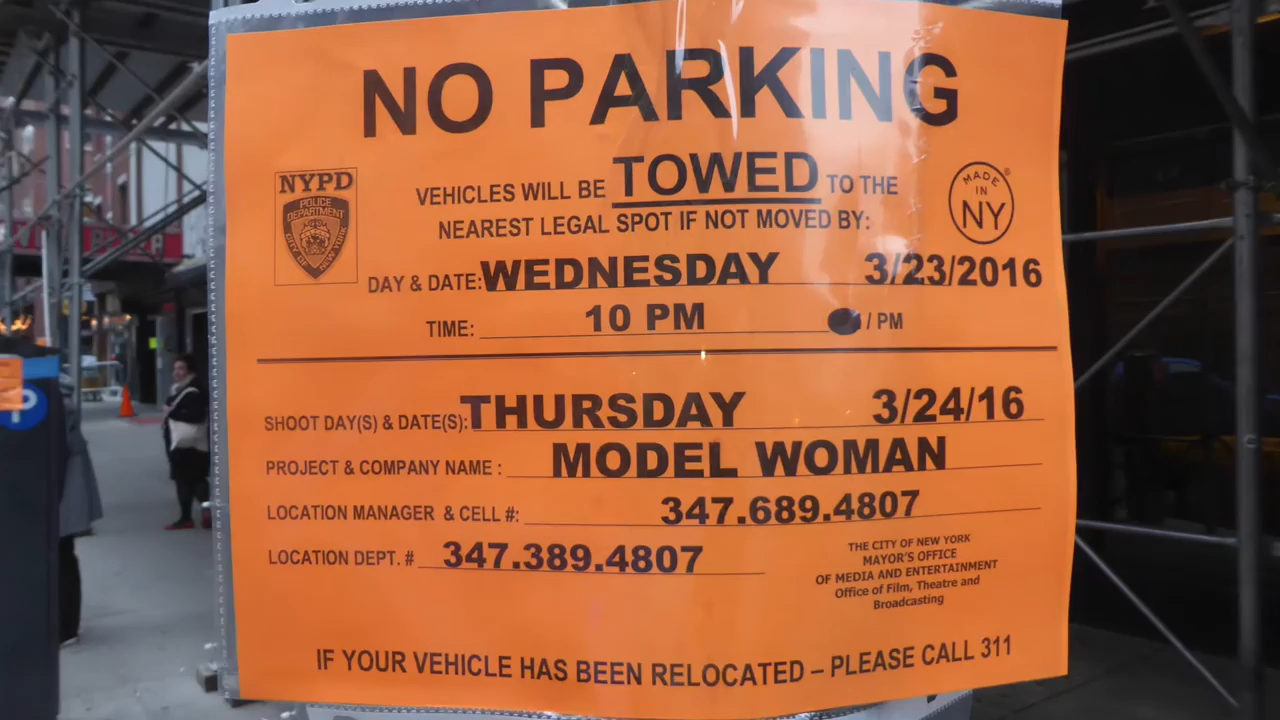 NO PARKING
VEHICLES WILL BE TOWED TO THE
NEAREST LEGAL SPOT IF NOT MOVED BY:
NYPD
POLICE
DEPARTMENT
CITY OF NEW YORK
MADE
IN
NY
®
DAY & DATE: WEDNESDAY 3/23/2016
TIME: 10 PM / PM
SHOOT DAY(S) & DATE(S): THURSDAY 3/24/16
PROJECT & COMPANY NAME : MODEL WOMAN
LOCATION MANAGER & CELL #: 347.689.4807
LOCATION DEPT. # 347.389.4807
THE CITY OF NEW YORK
MAYOR'S OFFICE
OF MEDIA AND ENTERTAINMENT
Office of Film, Theatre and
Broadcasting
IF YOUR VEHICLE HAS BEEN RELOCATED – PLEASE CALL 311
P